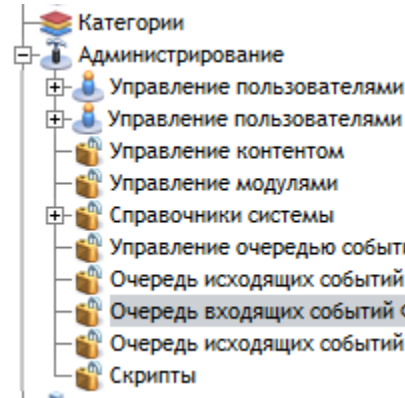 Категории
Администрирование
Управление пользователями
Управление пользователями
Управление контентом
Управление модулями
Справочники системы
Управление очередью
Очередь исходящих событий
Очередь входящих событий
Очередь исходящих событий
Скрипты